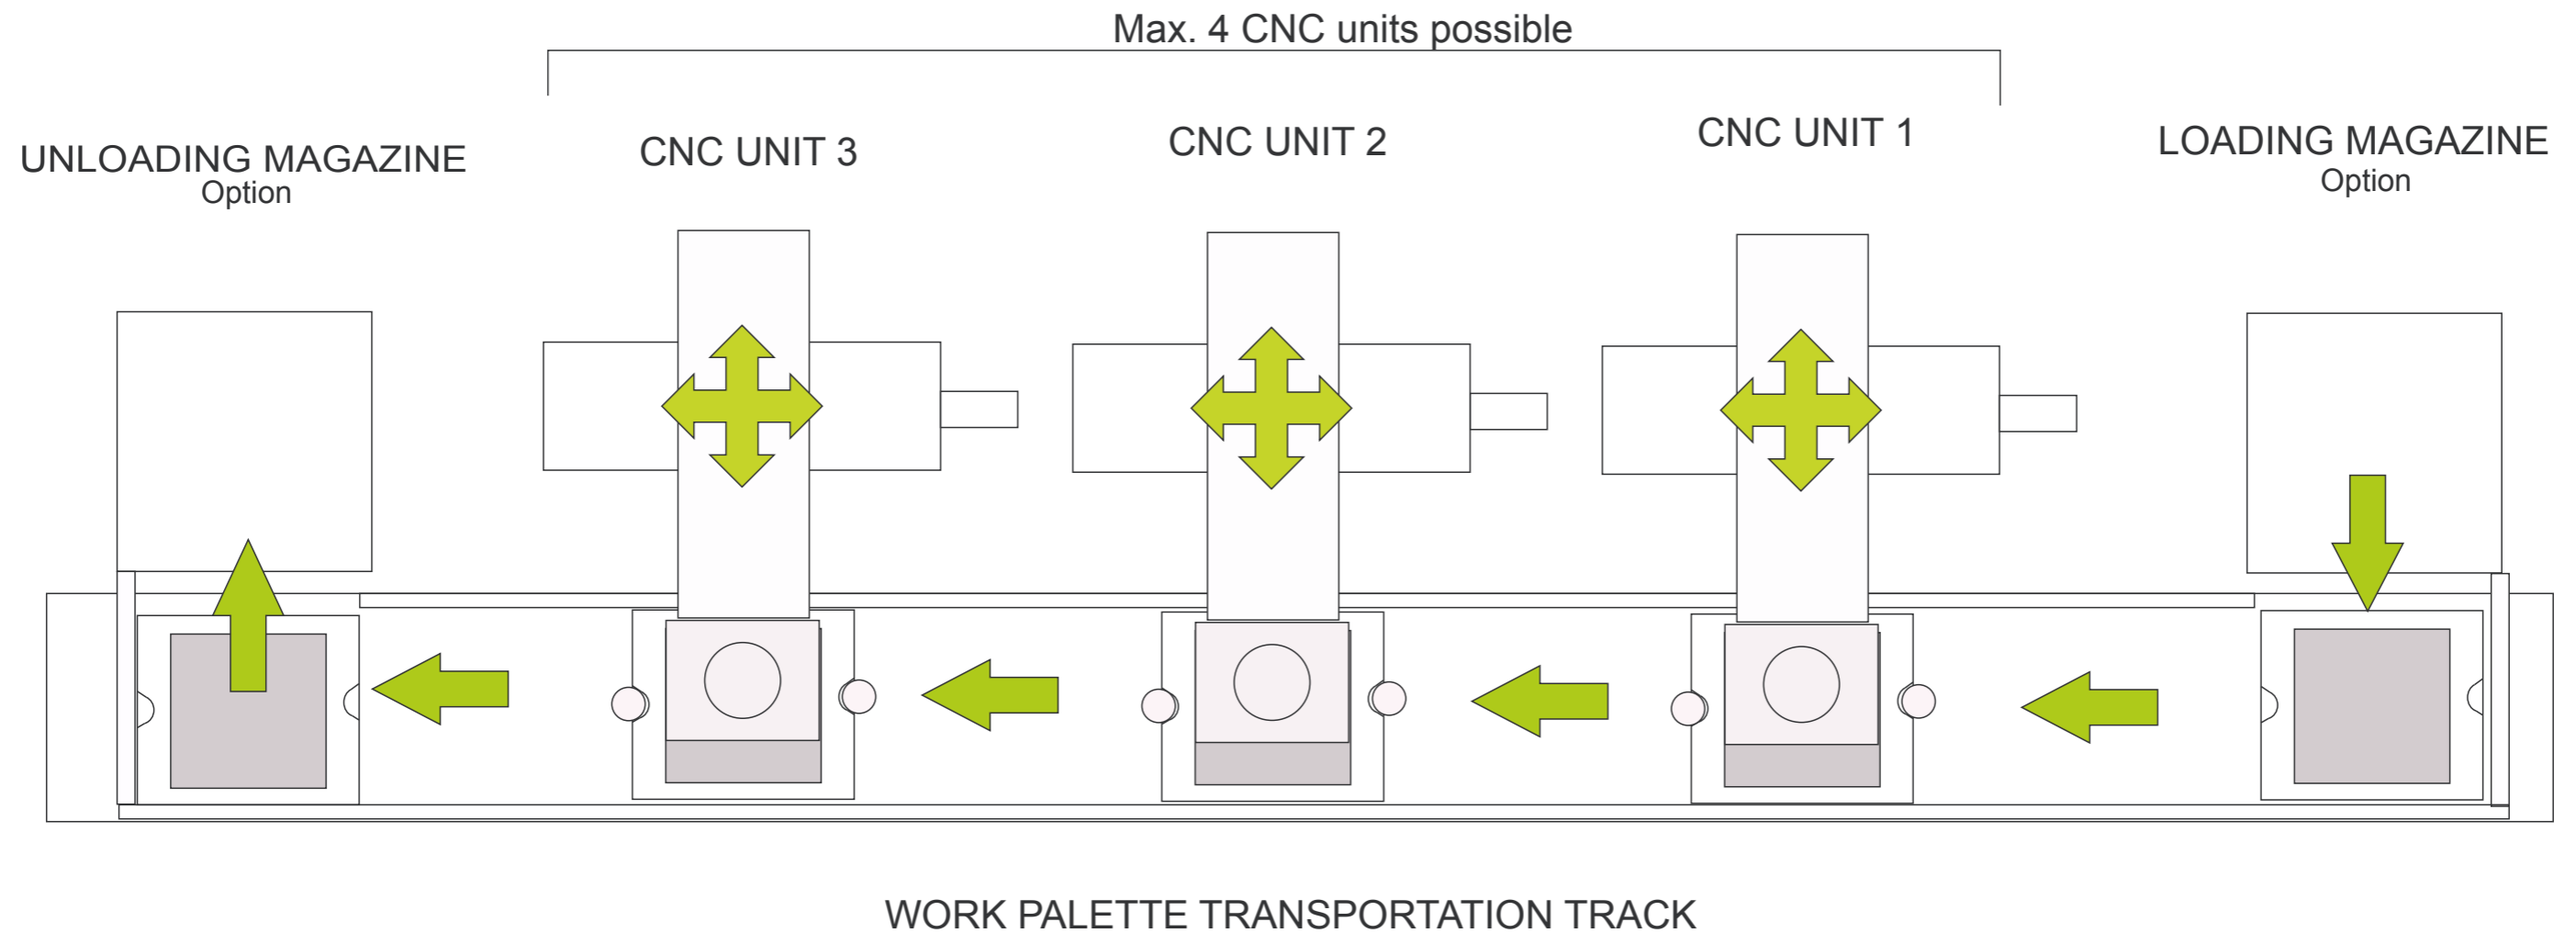 Max. 4 CNC units possible
UNLOADING MAGAZINE
Option
CNC UNIT 3
CNC UNIT 2
CNC UNIT 1
LOADING MAGAZINE
Option
WORK PALETTE TRANSPORTATION TRACK